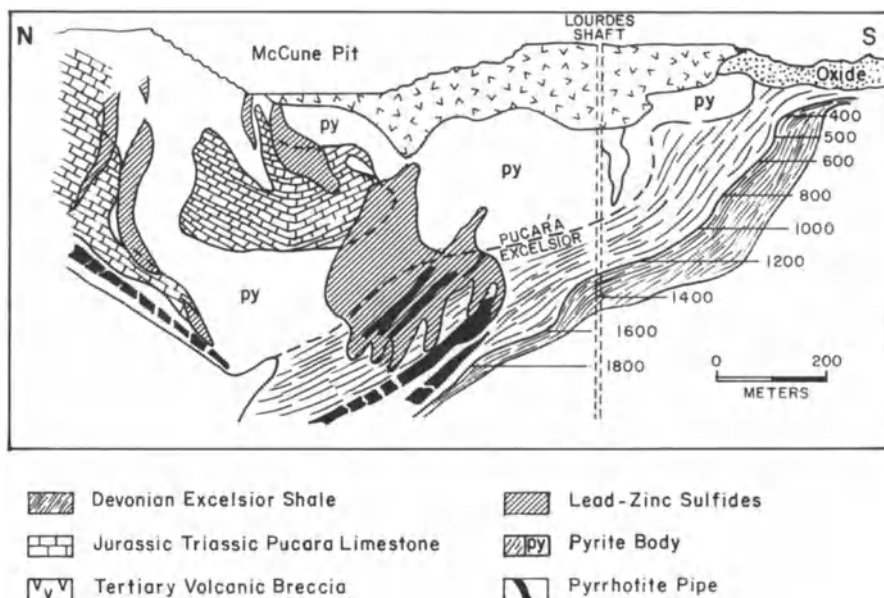 N
McCune Pit
LOURDES
SHAFT
S
Oxide
py
py
py
py
PUCARÁ
EXCELSIOR
400
500
600
800
1000
1200
1400
1600
1800
0 200
METERS
Devonian Excelsior Shale
Jurassic Triassic Pucara Limestone
Tertiary Volcanic Breccia
Lead-Zinc Sulfides
py Pyrite Body
Pyrrhotite Pipe